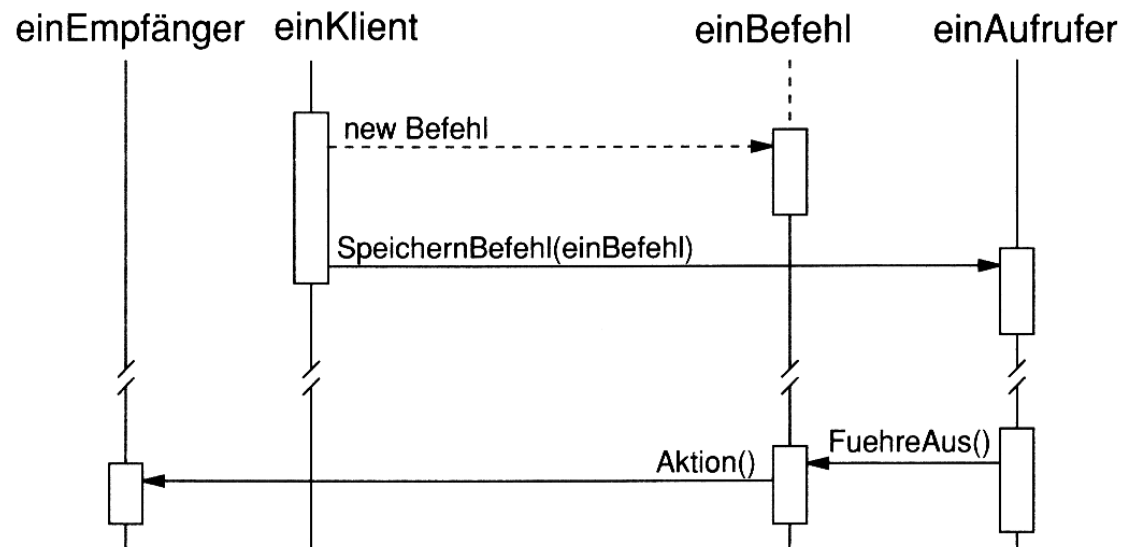 einEmpfänger einKlient einBefehl einAufrufer
new Befehl
SpeichernBefehl(einBefehl)
FuehreAus()
Aktion()